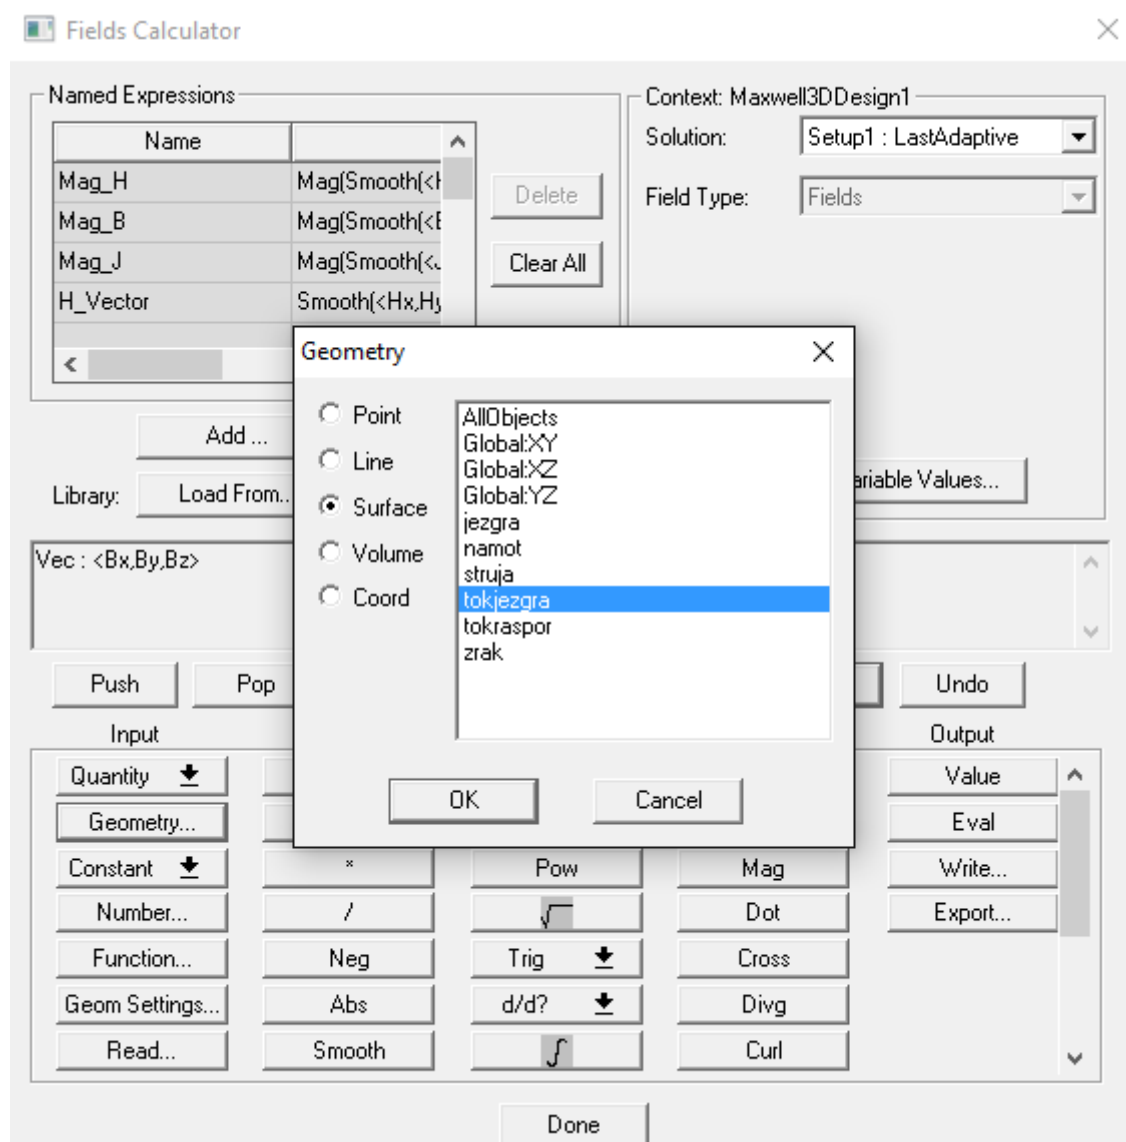 Fields Calculator
Named Expressions
Name
Mag_H Mag(Smooth(<H
Mag_B Mag(Smooth(<B
Mag_J Mag(Smooth(<J
H_Vector Smooth(<Hx,Hy
Delete
Clear All
Context: Maxwell3DDesign1
Solution: Setup1 : LastAdaptive
Field Type: Fields
Add ...
Library: Load From..
ariable Values...
Geometry
Point
Line
Surface
Volume
Coord
AllObjects
Global:XY
Global:XZ
Global:YZ
jezgra
namot
struja
tokjezgra
tokraspor
zrak
OK Cancel
Vec : <Bx,By,Bz>
Push Pop Undo
Input Output
Quantity Value
Geometry... Eval
Constant * Pow Mag Write...
Number... / √ Dot Export...
Function... Neg Trig Cross
Geom Settings... Abs d/d? Divg
Read... Smooth ∫ Curl
Done